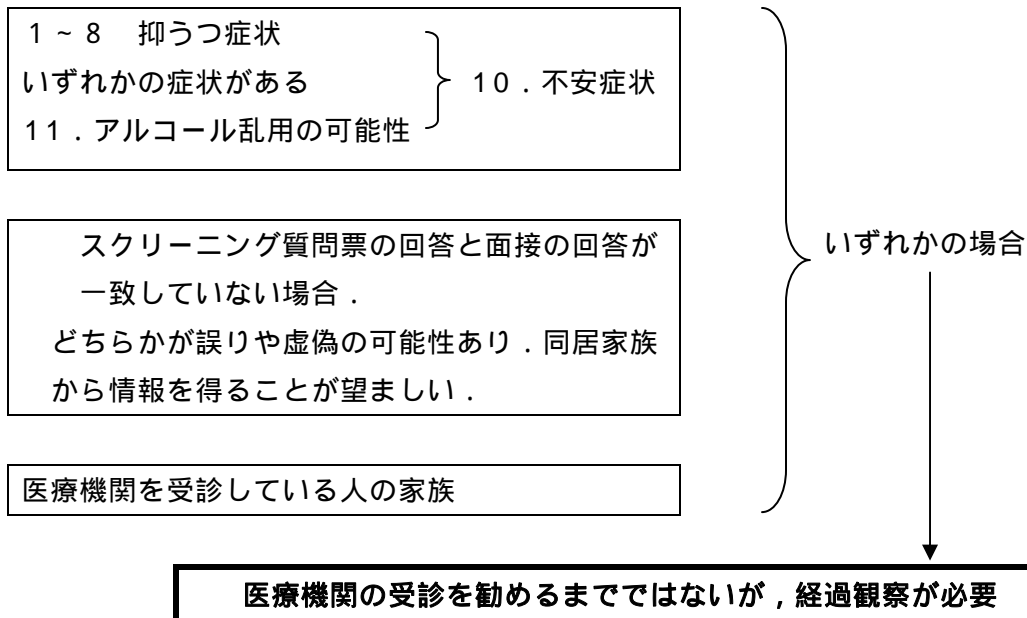 １～８　抑うつ症状
いずれかの症状がある
１０．不安症状
１１．アルコール乱用の可能性
スクリーニング質問票の回答と面接の回答が
一致していない場合．
どちらかが誤りや虚偽の可能性あり．同居家族
から情報を得ることが望ましい．
いずれかの場合
医療機関を受診している人の家族
医療機関の受診を勧めるまでではないが，経過観察が必要